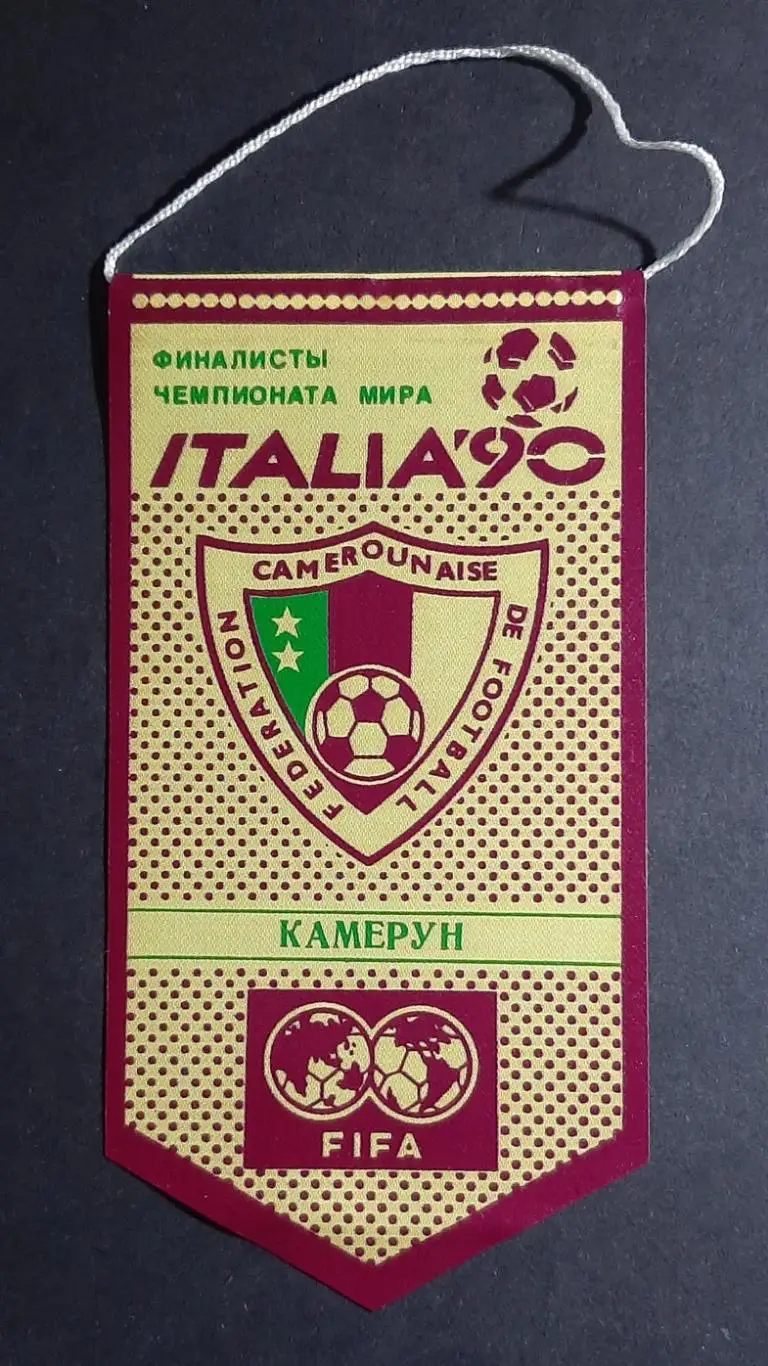 ФИНАЛИСТЫ
ЧЕМПИОНАТА МИРА
ITALIA'90
FEDERATION CAMEROUNAISE DE FOOTBALL
КАМЕРУН
FIFA